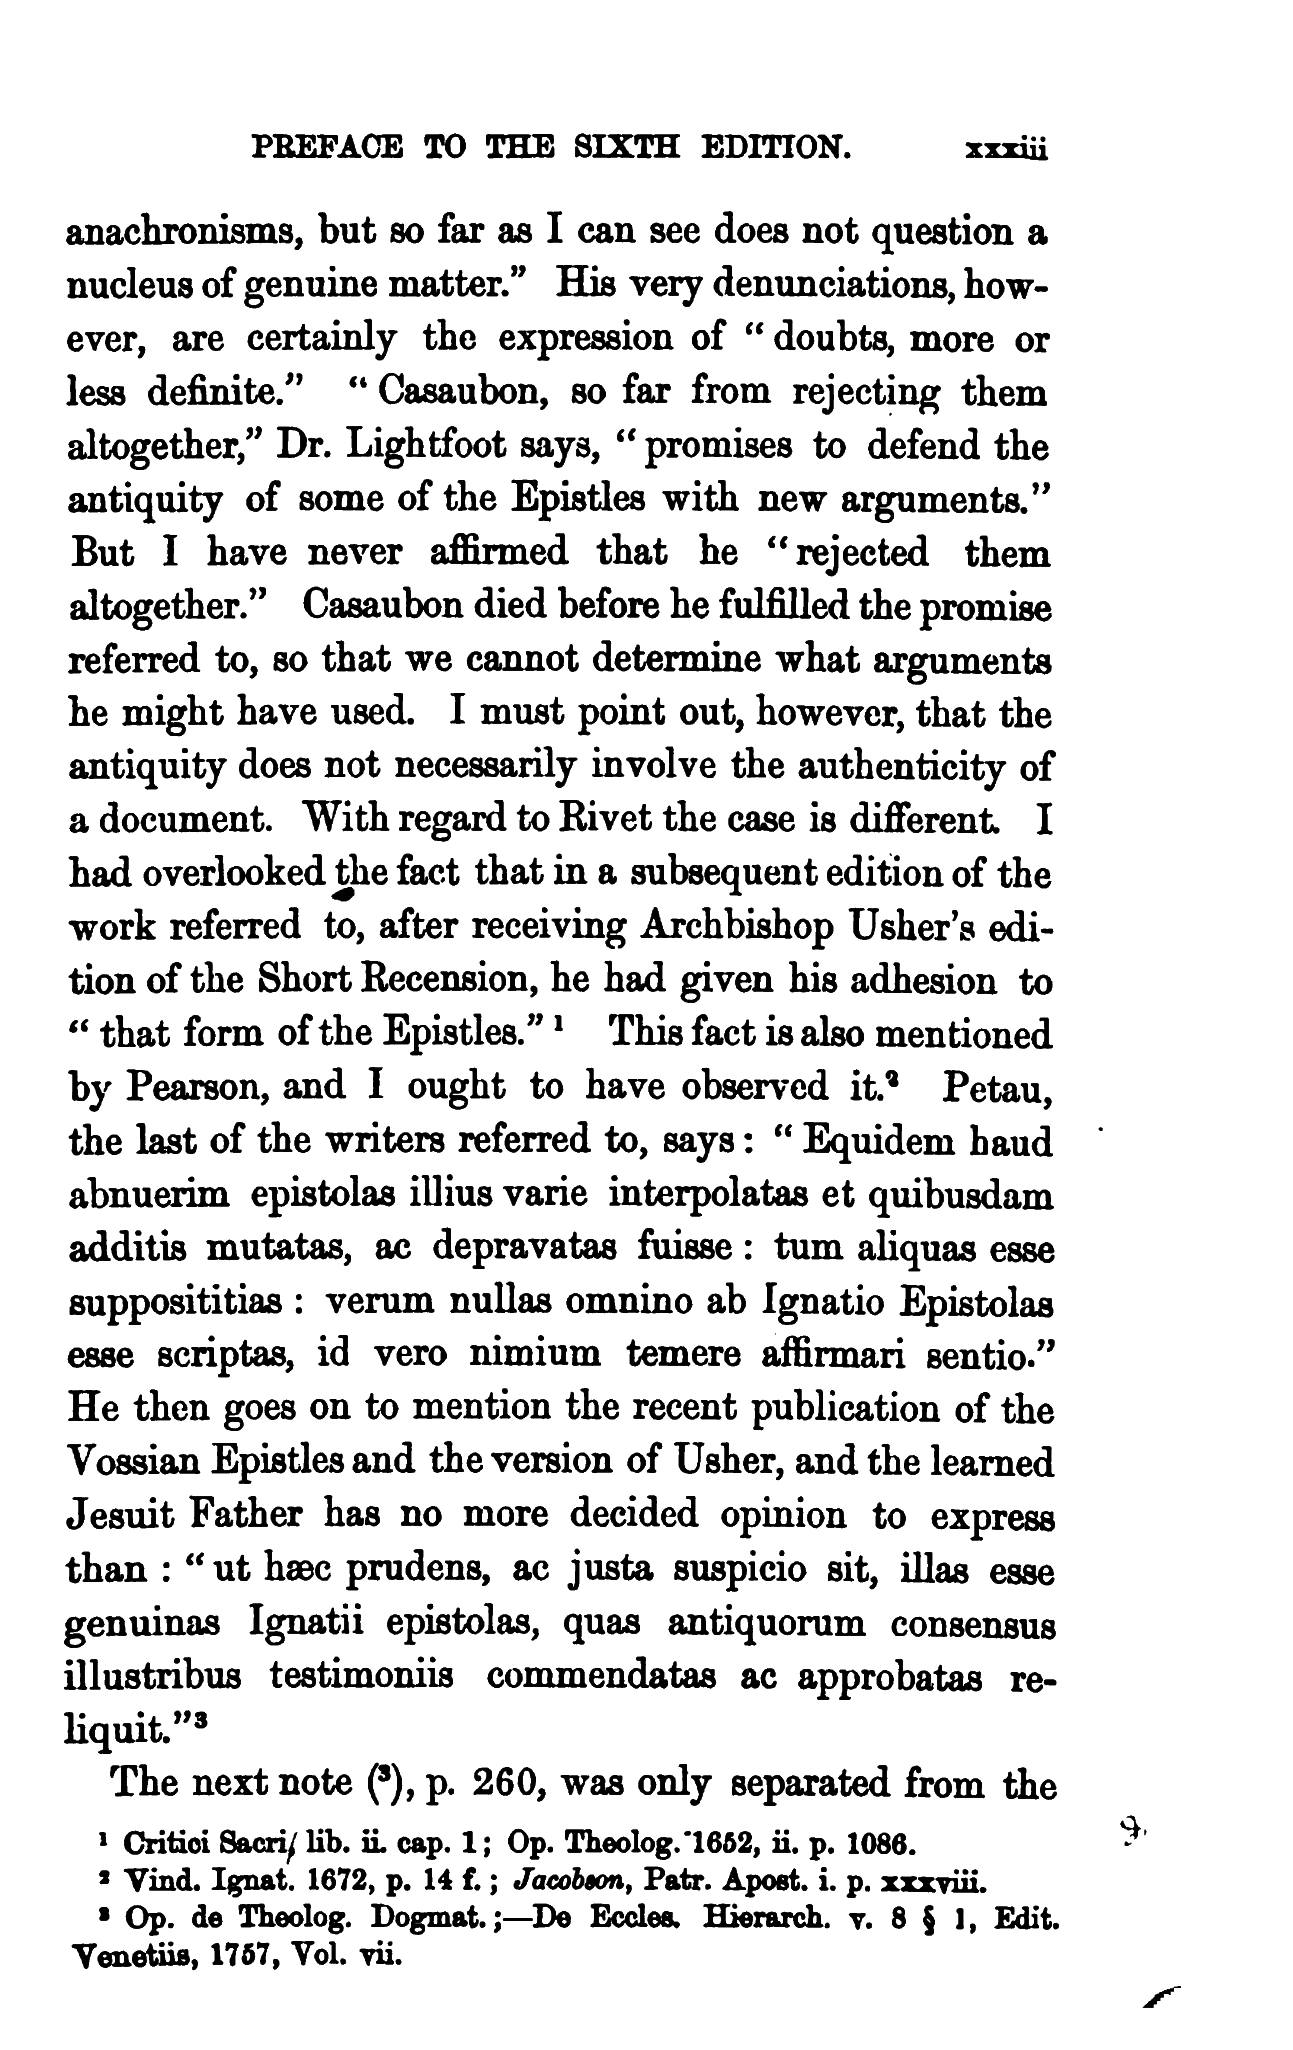 PREFACE TO THE SIXTH EDITION. xxxiii
anachronisms, but so far as I can see does not question a
nucleus of genuine matter.” His very denunciations, how-
ever, are certainly the expression of “ doubts, more or
less definite.” “ Casaubon, so far from rejecting them
altogether,” Dr. Lightfoot says, “ promises to defend the
antiquity of some of the Epistles with new arguments.”
But I have never affirmed that he “ rejected them
altogether.” Casaubon died before he fulfilled the promise
referred to, so that we cannot determine what arguments
he might have used. I must point out, however, that the
antiquity does not necessarily involve the authenticity of
a document. With regard to Rivet the case is different. I
had overlooked the fact that in a subsequent edition of the
work referred to, after receiving Archbishop Usher’s edi-
tion of the Short Recension, he had given his adhesion to
“ that form of the Epistles.” ¹ This fact is also mentioned
by Pearson, and I ought to have observed it.² Petau,
the last of the writers referred to, says : “ Equidem haud
abnuerim epistolas illius varie interpolatas et quibusdam
additis mutatas, ac depravatas fuisse : tum aliquas esse
supposititias : verum nullas omnino ab Ignatio Epistolas
esse scriptas, id vero nimium temere affirmari sentio.”
He then goes on to mention the recent publication of the
Vossian Epistles and the version of Usher, and the learned
Jesuit Father has no more decided opinion to express
than : “ ut hæc prudens, ac justa suspicio sit, illas esse
genuinas Ignatii epistolas, quas antiquorum consensus
illustribus testimoniis commendatas ac approbatas re-
liquit.”³
The next note (³), p. 260, was only separated from the
¹ Critici Sacri, lib. ii. cap. 1 ; Op. Theolog. 1652, ii. p. 1086.
² Vind. Ignat. 1672, p. 14 f. ; Jacobson, Patr. Apost. i. p. xxxviii.
³ Op. de Theolog. Dogmat. ;—De Eccles. Hierarch. v. 8 § 1, Edit.
Venetiis, 1757, Vol. vii.